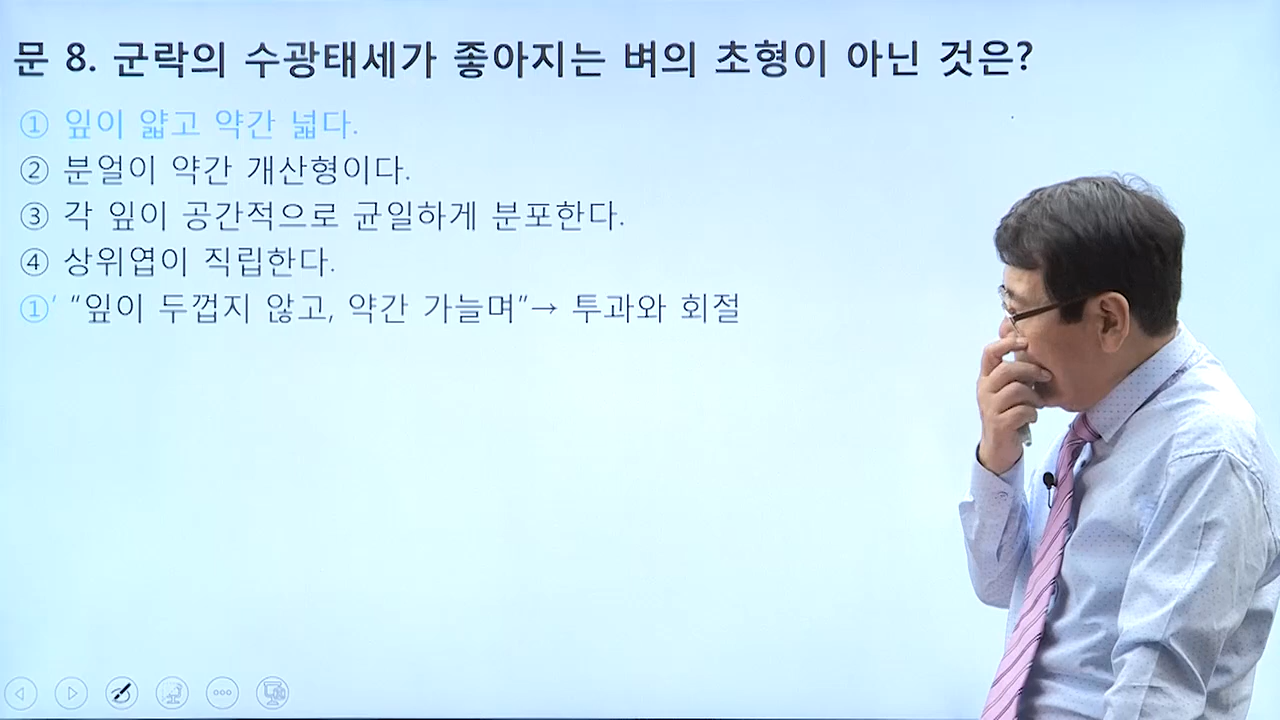 문 8. 군락의 수광태세가 좋아지는 벼의 초형이 아닌 것은?
① 잎이 얇고 약간 넓다.
② 분얼이 약간 개산형이다.
③ 각 잎이 공간적으로 균일하게 분포한다.
④ 상위엽이 직립한다.
①′ “잎이 두껍지 않고, 약간 가늘며”→ 투과와 회절